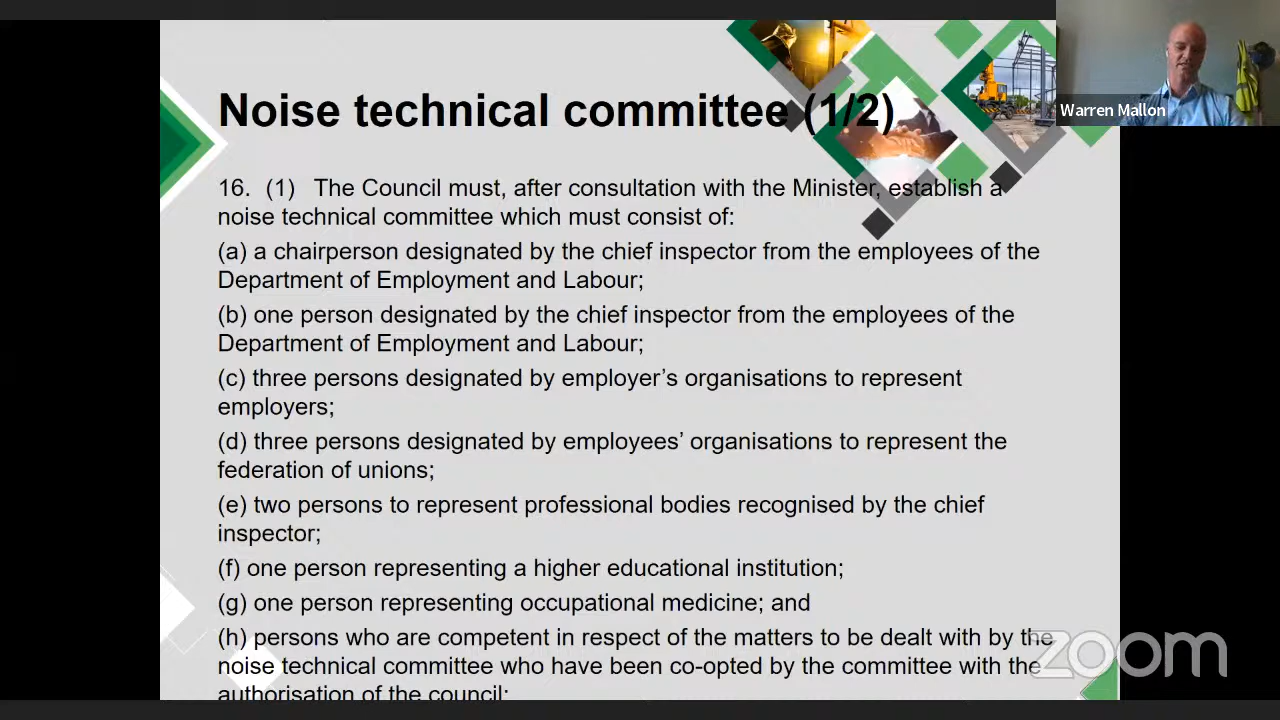 Noise technical committee (1/2)
Warren Mallon
16. (1) The Council must, after consultation with the Minister, establish a
noise technical committee which must consist of:
(a) a chairperson designated by the chief inspector from the employees of the
Department of Employment and Labour;
(b) one person designated by the chief inspector from the employees of the
Department of Employment and Labour;
(c) three persons designated by employer’s organisations to represent
employers;
(d) three persons designated by employees’ organisations to represent the
federation of unions;
(e) two persons to represent professional bodies recognised by the chief
inspector;
(f) one person representing a higher educational institution;
(g) one person representing occupational medicine; and
(h) persons who are competent in respect of the matters to be dealt with by the
noise technical committee who have been co-opted by the committee with the
authorisation of the council;
zoom